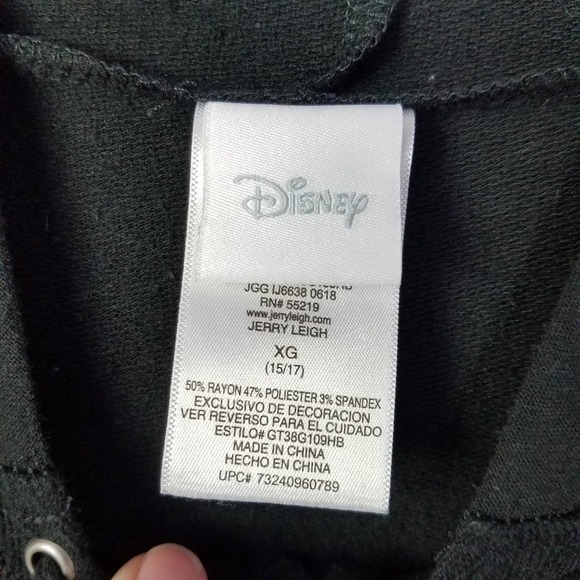 Disney
JGG IJ6638 0618
RN# 55219
www.jerryleigh.com
JERRY LEIGH
XG
(15/17)
50% RAYON 47% POLIESTER 3% SPANDEX
EXCLUSIVO DE DECORACION
VER REVERSO PARA EL CUIDADO
ESTILO# GT38G109HB
MADE IN CHINA
HECHO EN CHINA
UPC# 73240960789